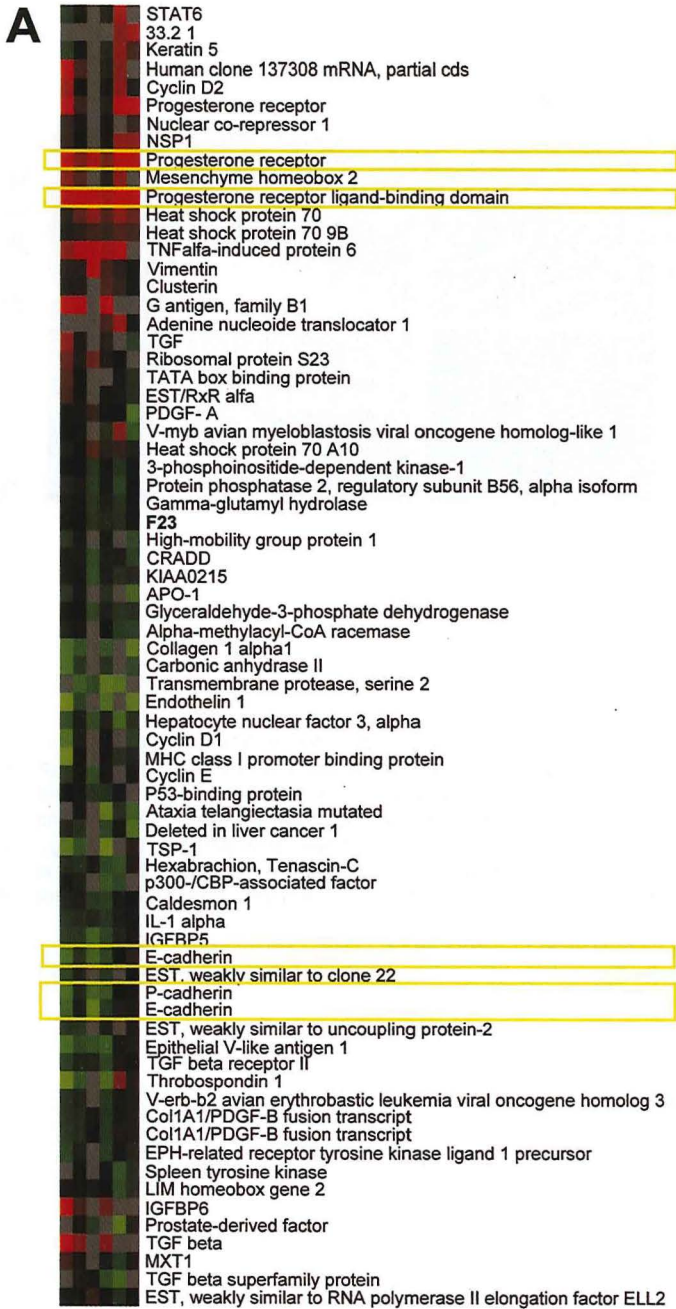 A
STAT6
33.2 1
Keratin 5
Human clone 137308 mRNA, partial cds
Cyclin D2
Progesterone receptor
Nuclear co-repressor 1
NSP1
Progesterone receptor
Mesenchyme homeobox 2
Progesterone receptor ligand-binding domain
Heat shock protein 70
Heat shock protein 70 9B
TNFalfa-induced protein 6
Vimentin
Clusterin
G antigen, family B1
Adenine nucleoide translocator 1
TGF
Ribosomal protein S23
TATA box binding protein
EST/RxR alfa
PDGF- A
V-myb avian myeloblastosis viral oncogene homolog-like 1
Heat shock protein 70 A10
3-phosphoinositide-dependent kinase-1
Protein phosphatase 2, regulatory subunit B56, alpha isoform
Gamma-glutamyl hydrolase
F23
High-mobility group protein 1
CRADD
KIAA0215
APO-1
Glyceraldehyde-3-phosphate dehydrogenase
Alpha-methylacyl-CoA racemase
Collagen 1 alpha1
Carbonic anhydrase II
Transmembrane protease, serine 2
Endothelin 1
Hepatocyte nuclear factor 3, alpha
Cyclin D1
MHC class I promoter binding protein
Cyclin E
P53-binding protein
Ataxia telangiectasia mutated
Deleted in liver cancer 1
TSP-1
Hexabrachion, Tenascin-C
p300-/CBP-associated factor
Caldesmon 1
IL-1 alpha
IGFBP5
E-cadherin
EST, weakly similar to clone 22
P-cadherin
E-cadherin
EST, weakly similar to uncoupling protein-2
Epithelial V-like antigen 1
TGF beta receptor II
Throbospondin 1
V-erb-b2 avian erythrobastic leukemia viral oncogene homolog 3
Col1A1/PDGF-B fusion transcript
Col1A1/PDGF-B fusion transcript
EPH-related receptor tyrosine kinase ligand 1 precursor
Spleen tyrosine kinase
LIM homeobox gene 2
IGFBP6
Prostate-derived factor
TGF beta
MXT1
TGF beta superfamily protein
EST, weakly similar to RNA polymerase II elongation factor ELL2